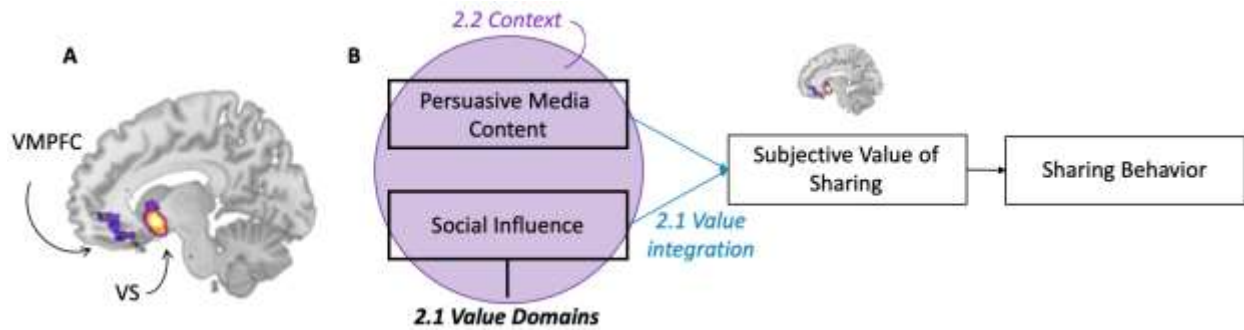 A
VMPFC
VS
B
2.2 Context
Persuasive Media
Content
Social Influence
2.1 Value Domains
2.1 Value
integration
Subjective Value of
Sharing
Sharing Behavior